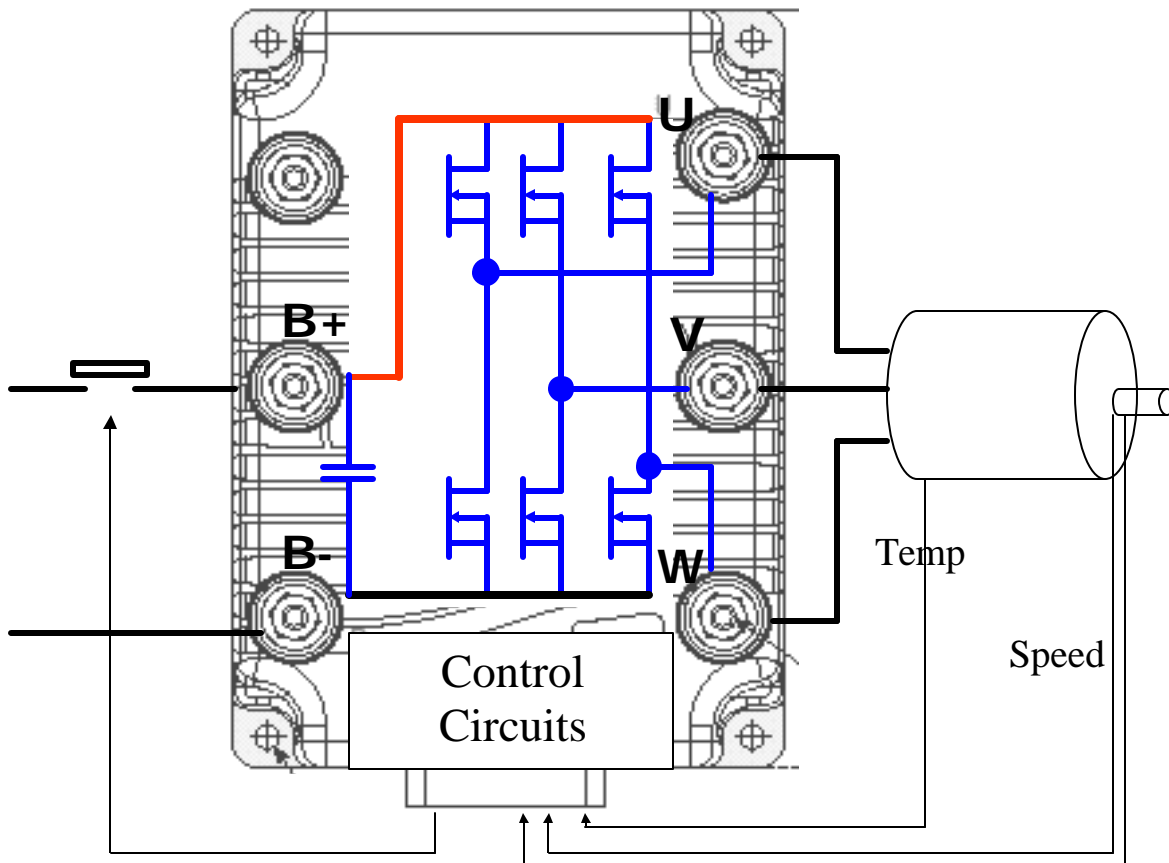 U
B+
V
B-
W
Temp
Speed
Control
Circuits